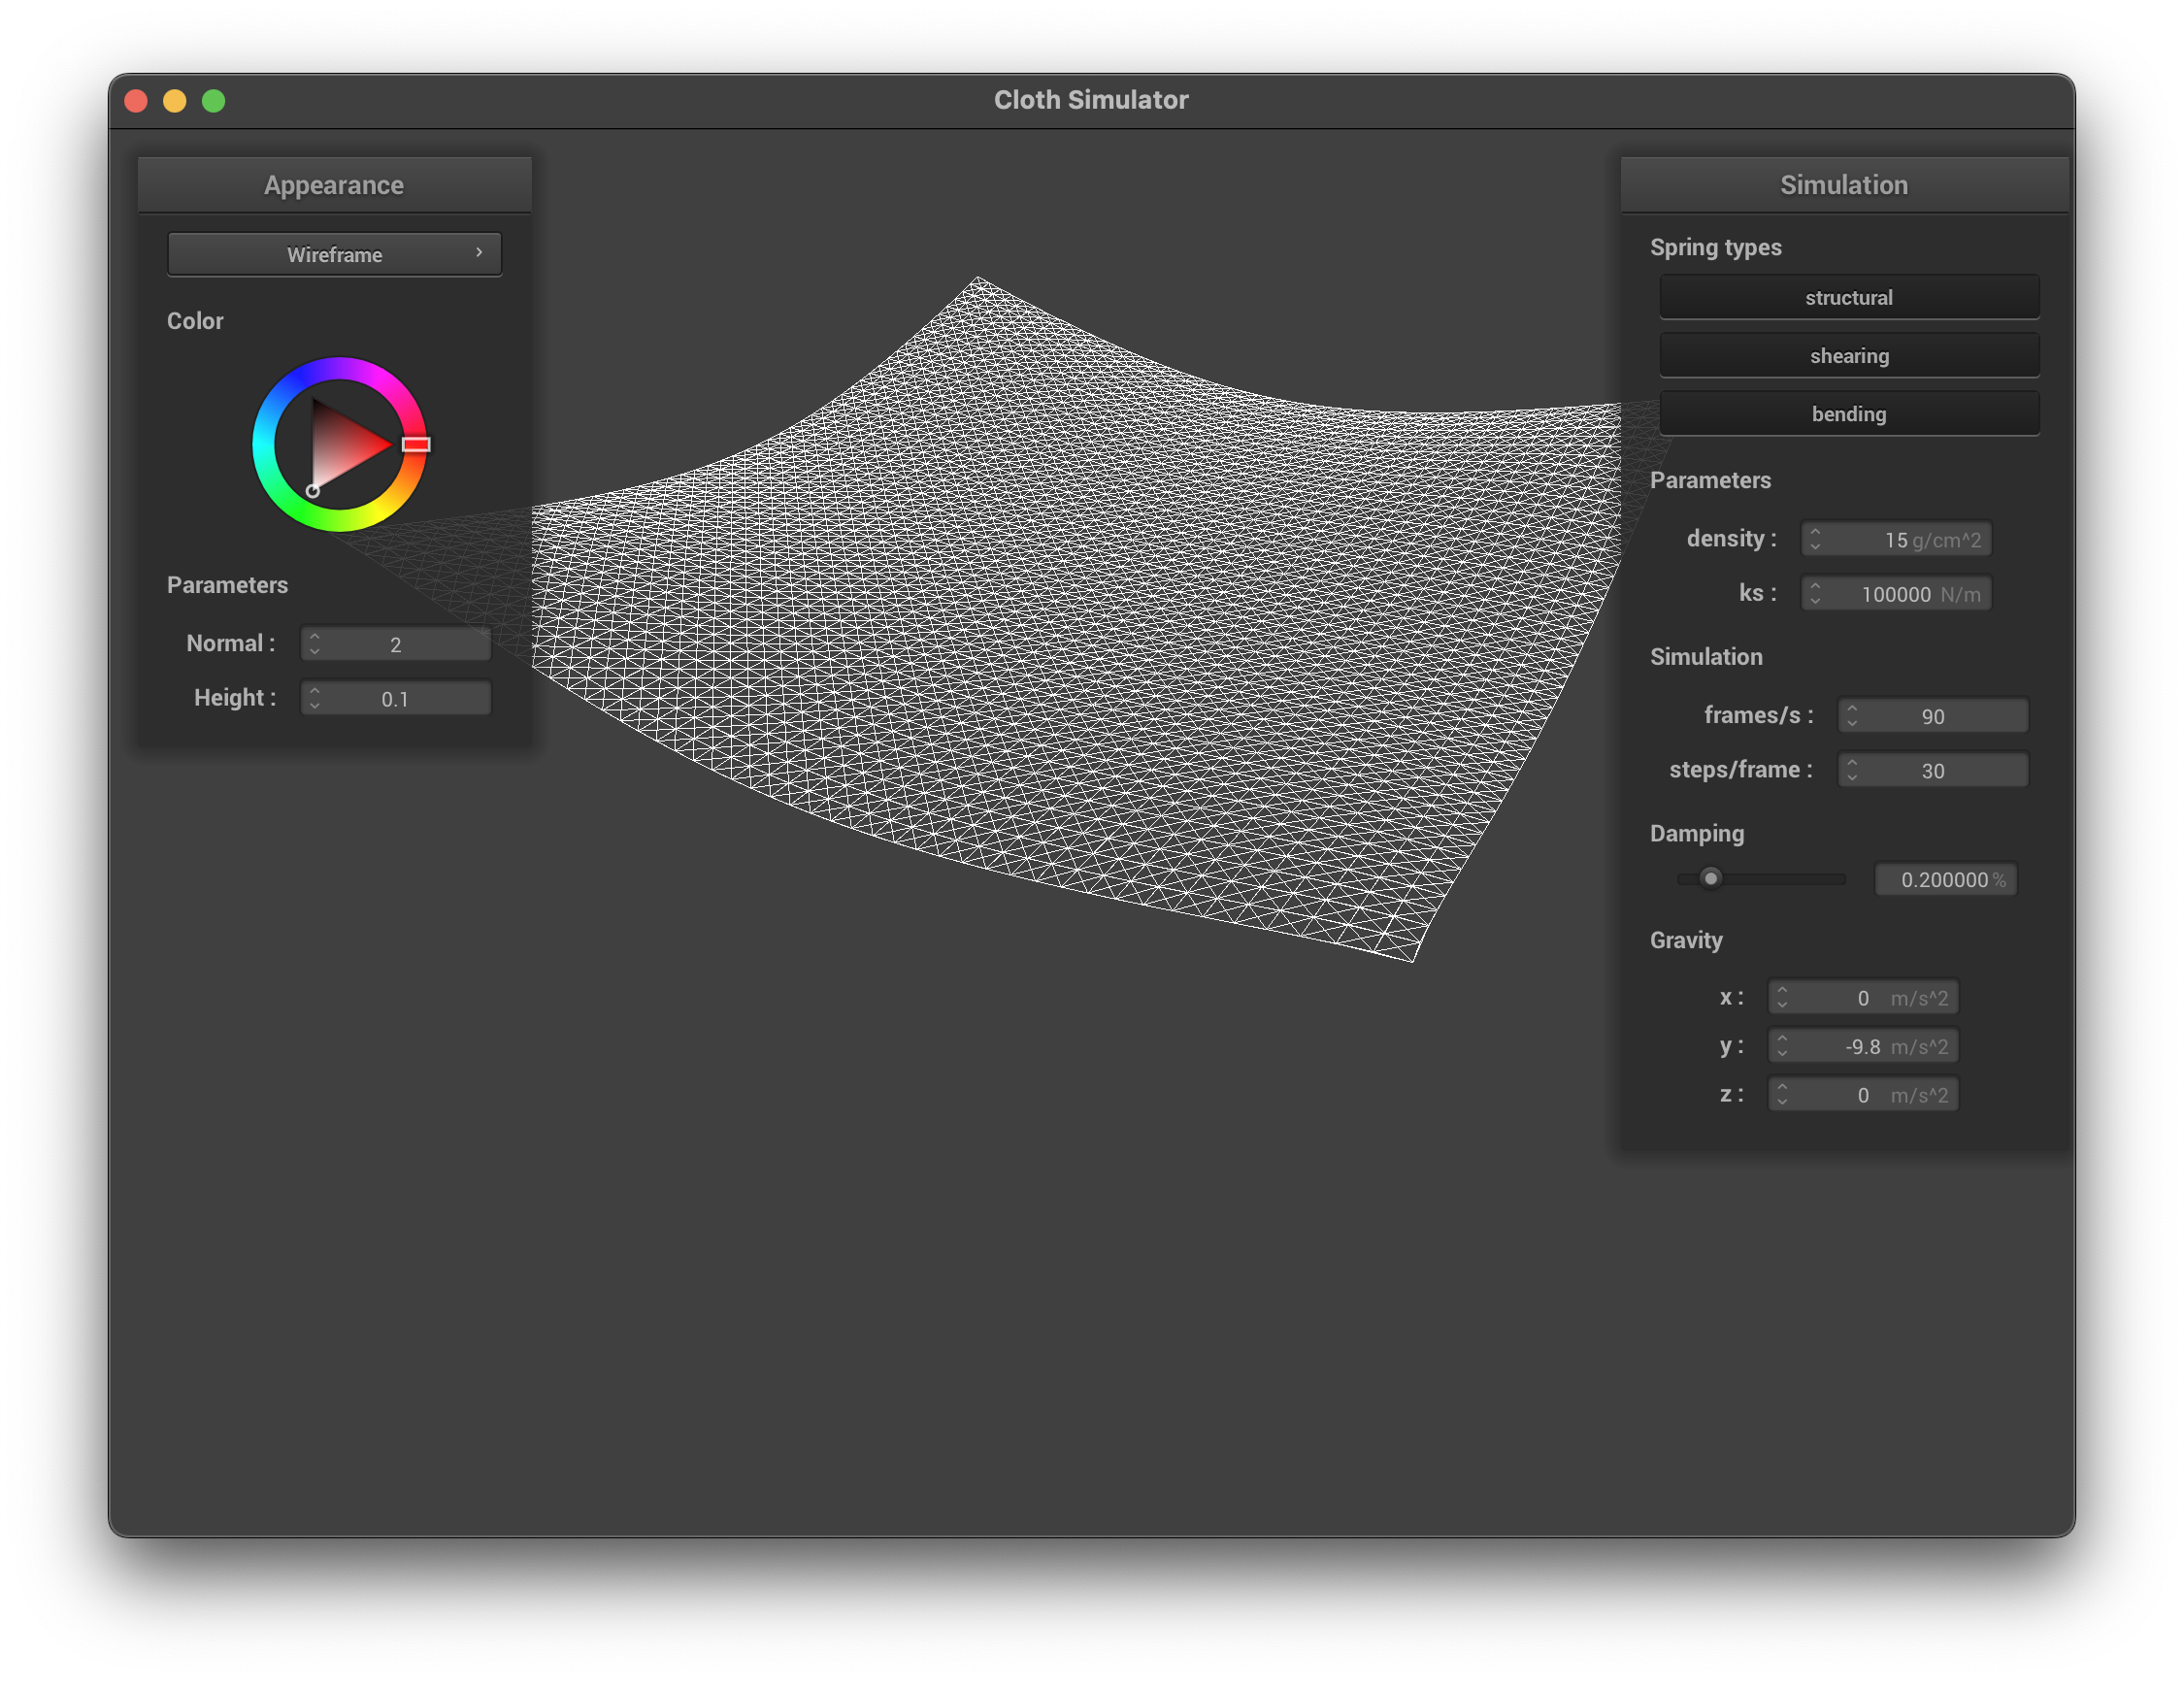 Cloth Simulator
Appearance
Wireframe
Color
Parameters
Normal : 2
Height : 0.1
Simulation
Spring types
structural
shearing
bending
Parameters
density : 15 g/cm^2
ks : 100000 N/m
Simulation
frames/s : 90
steps/frame : 30
Damping
0.200000 %
Gravity
x : 0 m/s^2
y : -9.8 m/s^2
z : 0 m/s^2